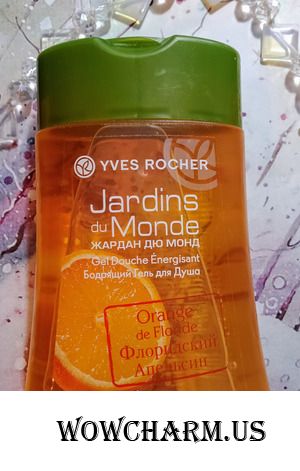 YVES ROCHER
Jardins
du Monde
ЖАРДАН ДЮ МОНД
Gel Douche Énergisant
Бодрящий Гель для Душа
Orange
de Floride
Флоридский
Апельсин
WOWCHARM.US